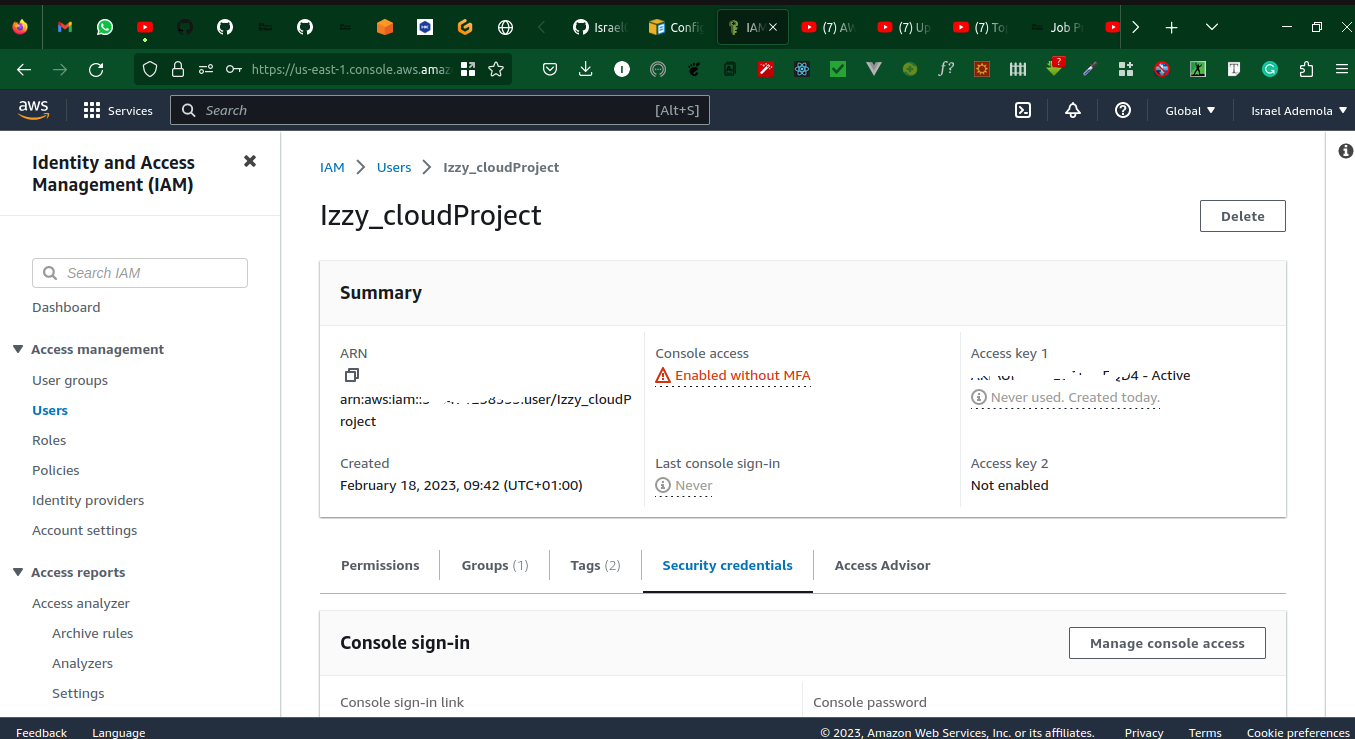 Israel
Config
IAM
(7) AW
(7) Up
(7) To
Job P
https://us-east-1.console.aws.amaz
aws
Services
Search
[Alt+S]
Global
Israel Ademola
Identity and Access
Management (IAM)
Search IAM
Dashboard
Access management
User groups
Users
Roles
Policies
Identity providers
Account settings
Access reports
Access analyzer
Archive rules
Analyzers
Settings
IAM > Users > Izzy_cloudProject
Izzy_cloudProject
Delete
Summary
ARN
arn:aws:iam::
user/Izzy_cloudP
roject
Created
February 18, 2023, 09:42 (UTC+01:00)
Console access
Enabled without MFA
Last console sign-in
Never
Access key 1
- Active
Never used. Created today.
Access key 2
Not enabled
Permissions
Groups (1)
Tags (2)
Security credentials
Access Advisor
Console sign-in
Manage console access
Console sign-in link
Console password
Feedback
Language
© 2023, Amazon Web Services, Inc. or its affiliates.
Privacy
Terms
Cookie preferences